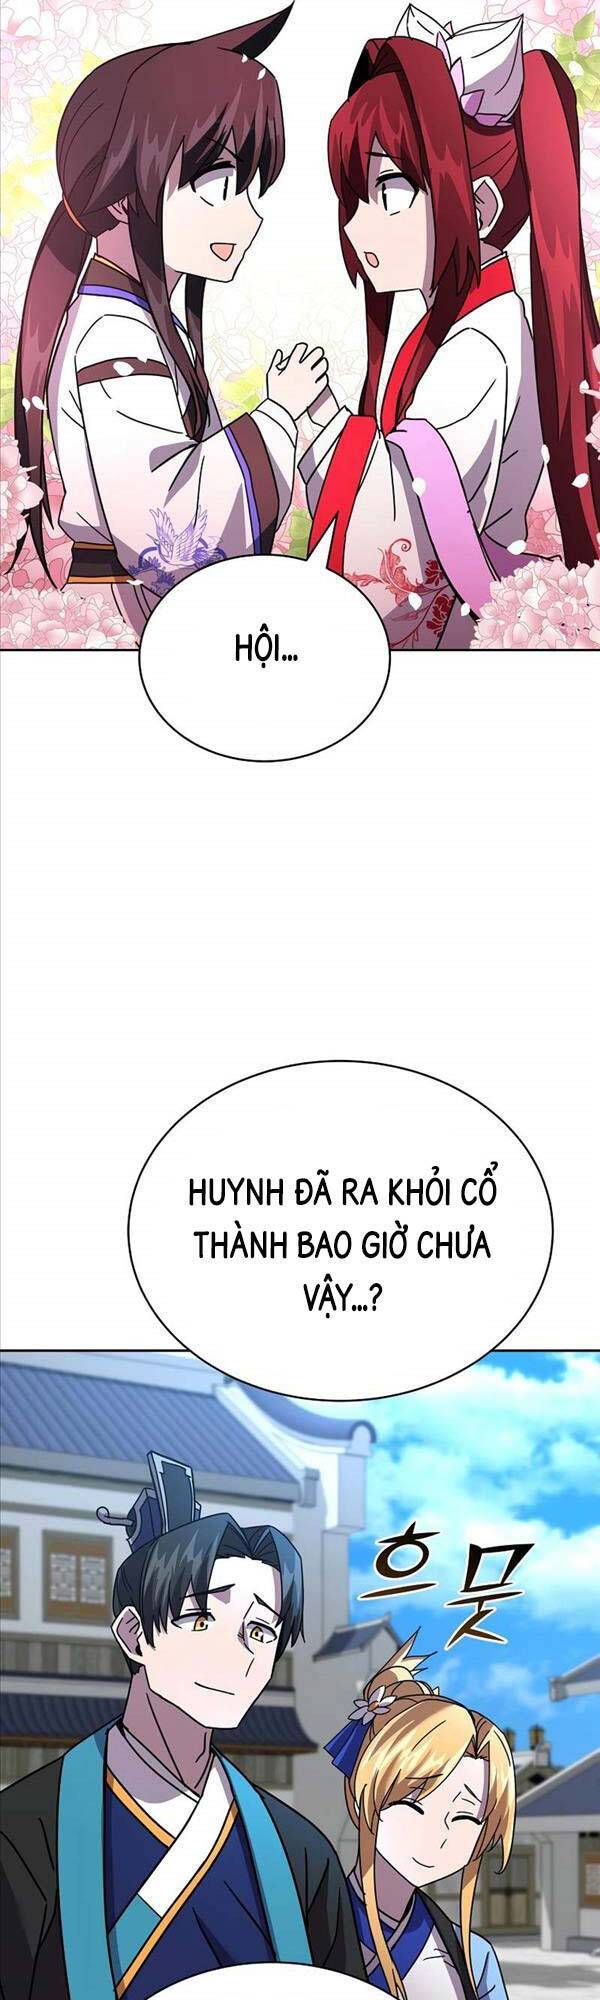 HỘI...
HUYNH ĐÃ RA KHỎI CỔ
THÀNH BAO GIỜ CHƯA
VẬY...?
흐뭇